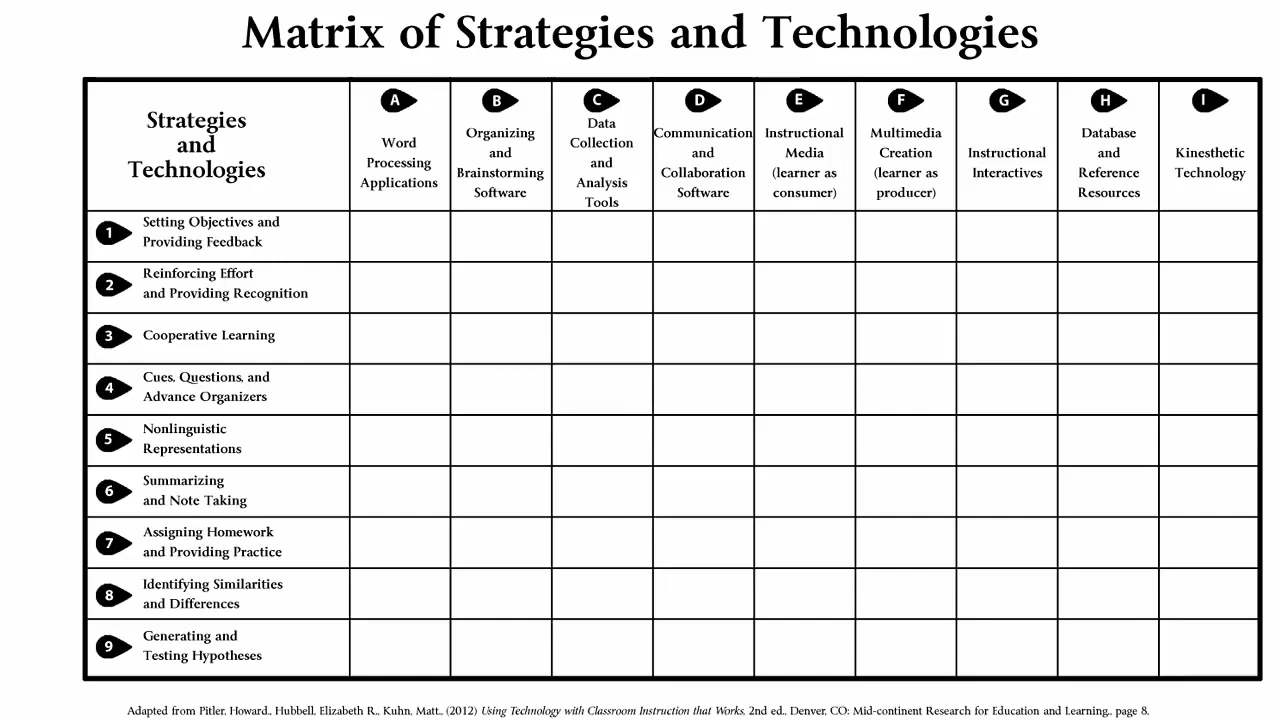 Matrix of Strategies and Technologies
Strategies
and
Technologies
A
Word
Processing
Applications
B
Organizing
and
Brainstorming
Software
C
Data
Collection
and
Analysis
Tools
D
Communication
and
Collaboration
Software
E
Instructional
Media
(learner as
consumer)
F
Multimedia
Creation
(learner as
producer)
G
Instructional
Interactives
H
Database
and
Reference
Resources
I
Kinesthetic
Technology
1
Setting Objectives and
Providing Feedback
2
Reinforcing Effort
and Providing Recognition
3
Cooperative Learning
4
Cues, Questions, and
Advance Organizers
5
Nonlinguistic
Representations
6
Summarizing
and Note Taking
7
Assigning Homework
and Providing Practice
8
Identifying Similarities
and Differences
9
Generating and
Testing Hypotheses
Adapted from Pitler, Howard., Hubbell, Elizabeth R., Kuhn, Matt., (2012) Using Technology with Classroom Instruction that Works, 2nd ed., Denver, CO: Mid-continent Research for Education and Learning,. page 8.